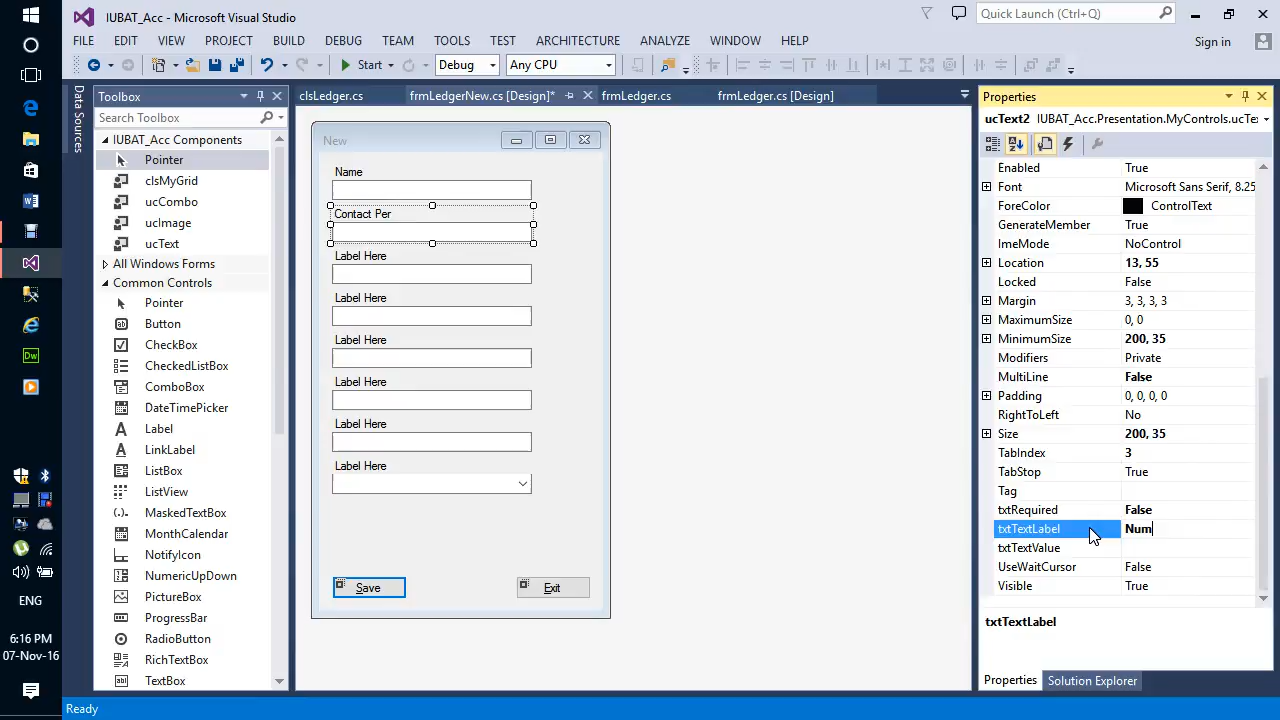 IUBAT_Acc - Microsoft Visual Studio
Quick Launch (Ctrl+Q)
FILE EDIT VIEW PROJECT BUILD DEBUG TEAM TOOLS TEST ARCHITECTURE ANALYZE WINDOW HELP
Sign in
Start Debug Any CPU
Data Sources
Toolbox
Search Toolbox
IUBAT_Acc Components
Pointer
clsMyGrid
ucCombo
ucImage
ucText
All Windows Forms
Common Controls
Pointer
Button
CheckBox
CheckedListBox
ComboBox
DateTimePicker
Label
LinkLabel
ListBox
ListView
MaskedTextBox
MonthCalendar
NotifyIcon
NumericUpDown
PictureBox
ProgressBar
RadioButton
RichTextBox
TextBox
clsLedger.cs frmLedgerNew.cs [Design]* frmLedger.cs frmLedger.cs [Design]
New
Name
Contact Per
Label Here
Label Here
Label Here
Label Here
Label Here
Label Here
Save Exit
Properties
ucText2 IUBAT_Acc.Presentation.MyControls.ucTe
Enabled True
Font Microsoft Sans Serif, 8.25
ForeColor ControlText
GenerateMember True
ImeMode NoControl
Location 13, 55
Locked False
Margin 3, 3, 3, 3
MaximumSize 0, 0
MinimumSize 200, 35
Modifiers Private
MultiLine False
Padding 0, 0, 0, 0
RightToLeft No
Size 200, 35
TabIndex 3
TabStop True
Tag
txtRequired False
txtTextLabel Num
txtTextValue
UseWaitCursor False
Visible True
txtTextLabel
Properties Solution Explorer
Ready
Dw
ENG
6:16 PM
07-Nov-16